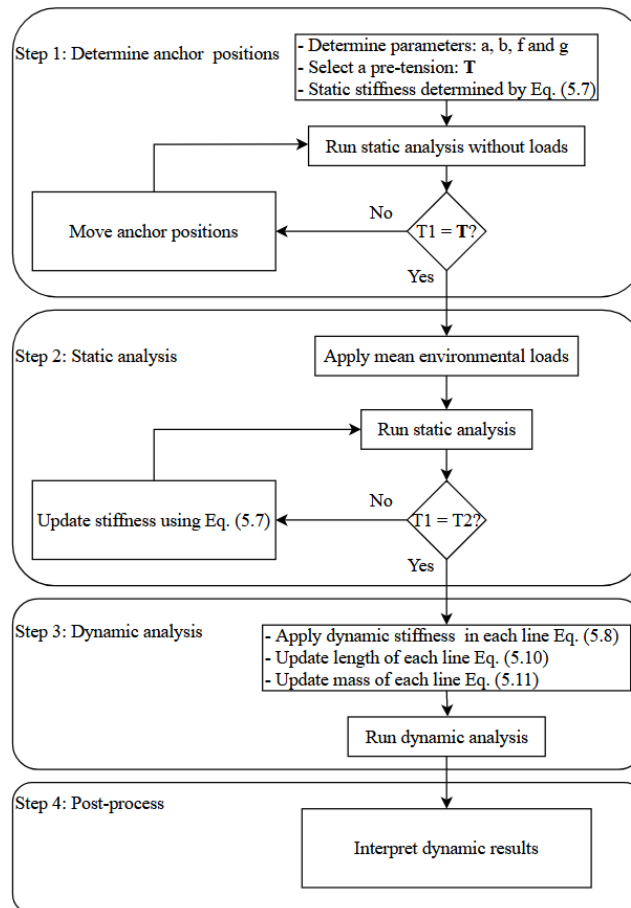 Step 1: Determine anchor positions
- Determine parameters: a, b, f and g
- Select a pre-tension: T
- Static stiffness determined by Eq. (5.7)
Run static analysis without loads
No
Move anchor positions
T1 = T?
Yes
Step 2: Static analysis
Apply mean environmental loads
Run static analysis
No
Update stiffness using Eq. (5.7)
T1 = T2?
Yes
Step 3: Dynamic analysis
- Apply dynamic stiffness in each line Eq. (5.8)
- Update length of each line Eq. (5.10)
- Update mass of each line Eq. (5.11)
Run dynamic analysis
Step 4: Post-process
Interpret dynamic results